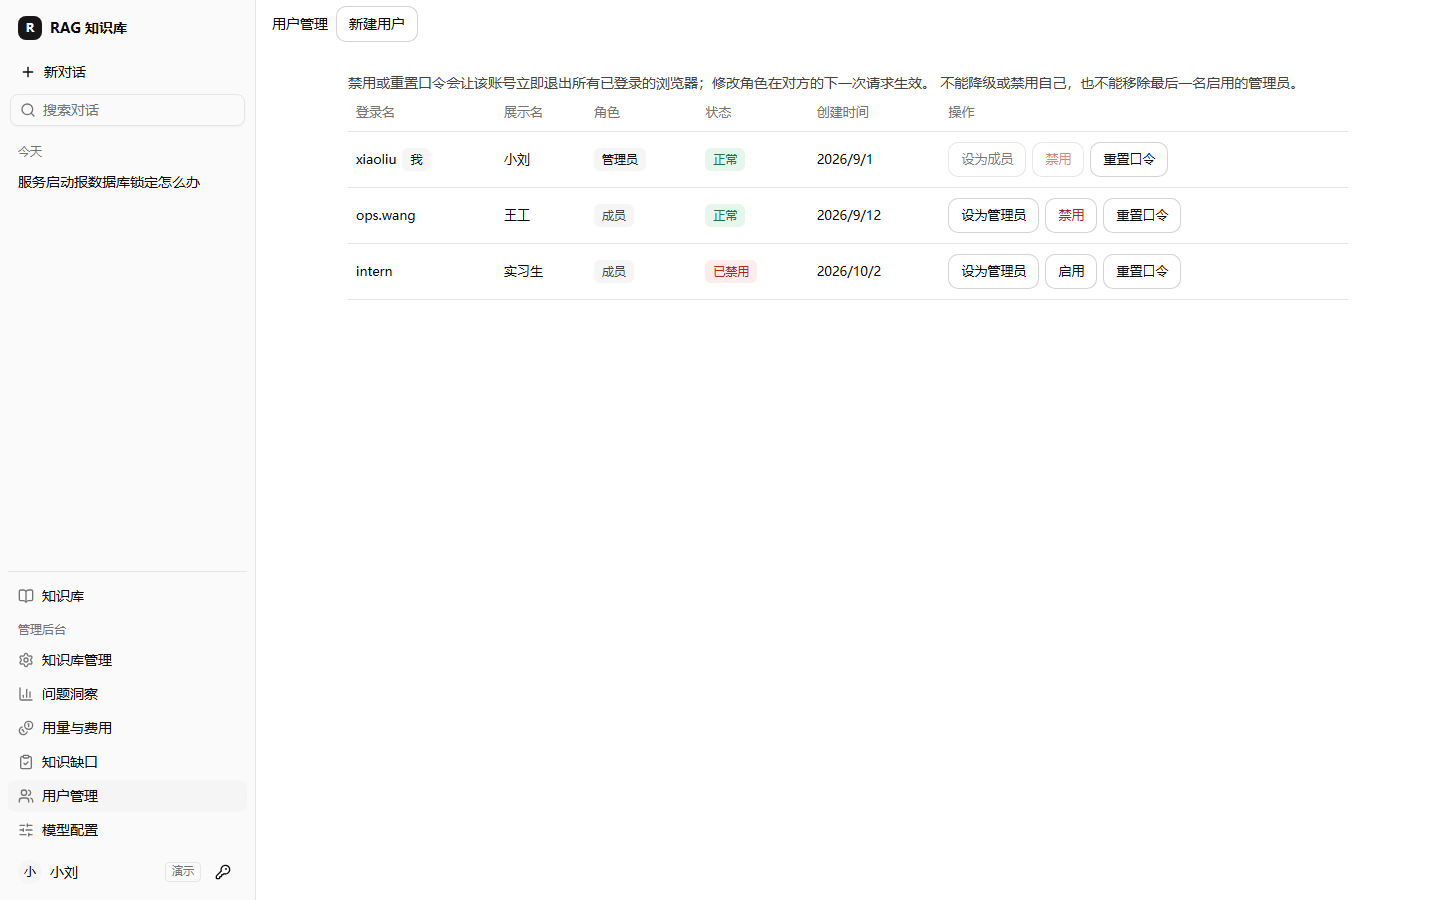 R RAG 知识库
新对话
搜索对话
今天
服务启动报数据库锁定怎么办
知识库
管理后台
知识库管理
问题洞察
用量与费用
知识缺口
用户管理
模型配置
小 小刘 演示
用户管理 新建用户
禁用或重置口令会让该账号立即退出所有已登录的浏览器；修改角色在对方的下一次请求生效。 不能降级或禁用自己，也不能移除最后一名启用的管理员。
登录名 展示名 角色 状态 创建时间 操作
xiaoliu 我 小刘 管理员 正常 2026/9/1 设为成员 禁用 重置口令
ops.wang 王工 成员 正常 2026/9/12 设为管理员 禁用 重置口令
intern 实习生 成员 已禁用 2026/10/2 设为管理员 启用 重置口令